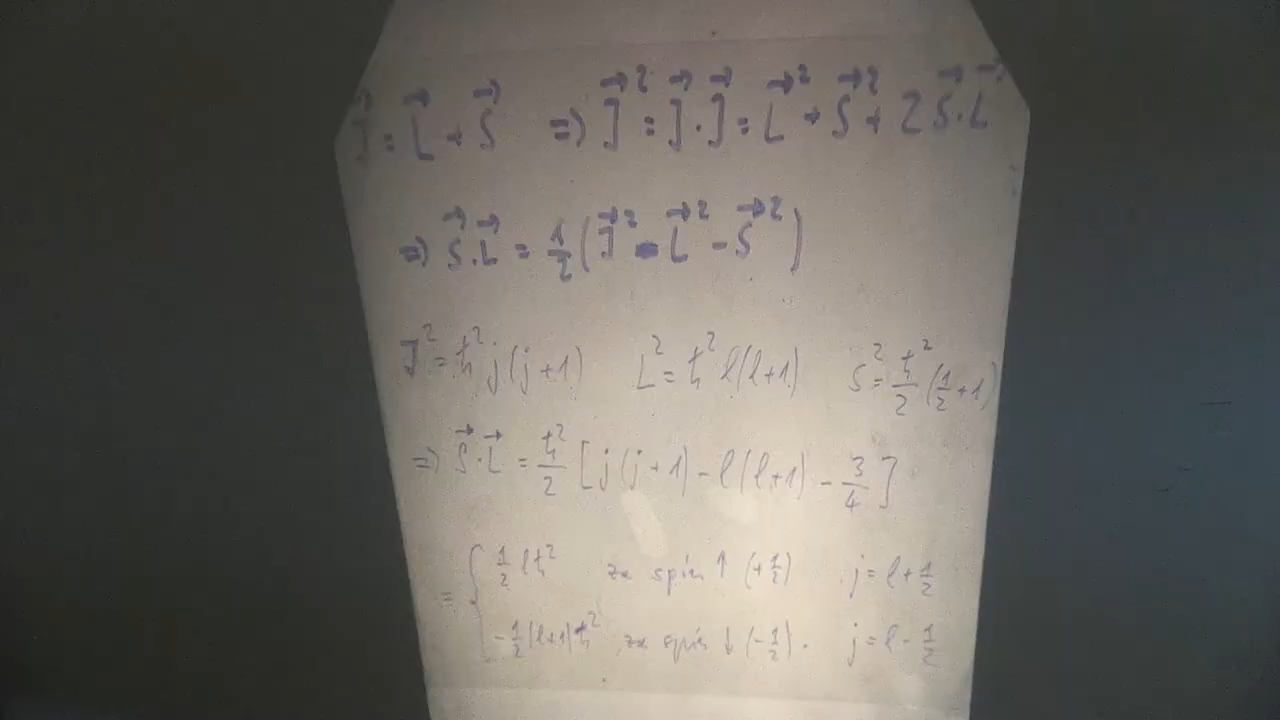 J⃗ = L⃗ + S⃗ ⇒ J⃗² = J⃗·J⃗ = L⃗² + S⃗² + 2 S⃗·L⃗
⇒ S⃗·L⃗ = 1/2 (J⃗² - L⃗² - S⃗²)
J² = ħ² j(j+1) L² = ħ² l(l+1) S² = ħ²/2 (1/2 + 1)
⇒ S⃗·L⃗ = ħ²/2 [j(j+1) - l(l+1) - 3/4]
= { 1/2 lħ² za spin ↑ (+1/2) j = l + 1/2
-1/2 (l+1)ħ² za spin ↓ (-1/2). j = l - 1/2